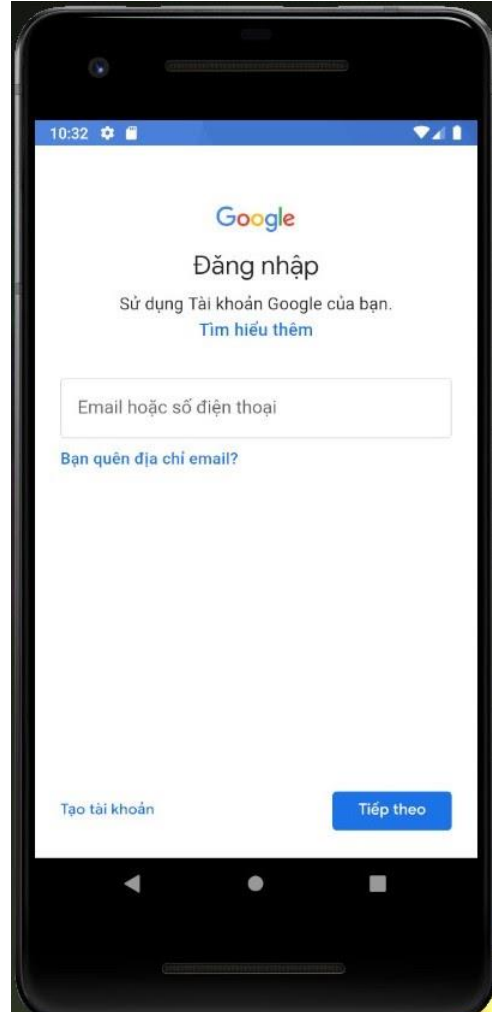 10:32
Google
Đăng nhập
Sử dụng Tài khoản Google của bạn.
Tìm hiểu thêm
Email hoặc số điện thoại
Bạn quên địa chỉ email?
Tạo tài khoản
Tiếp theo